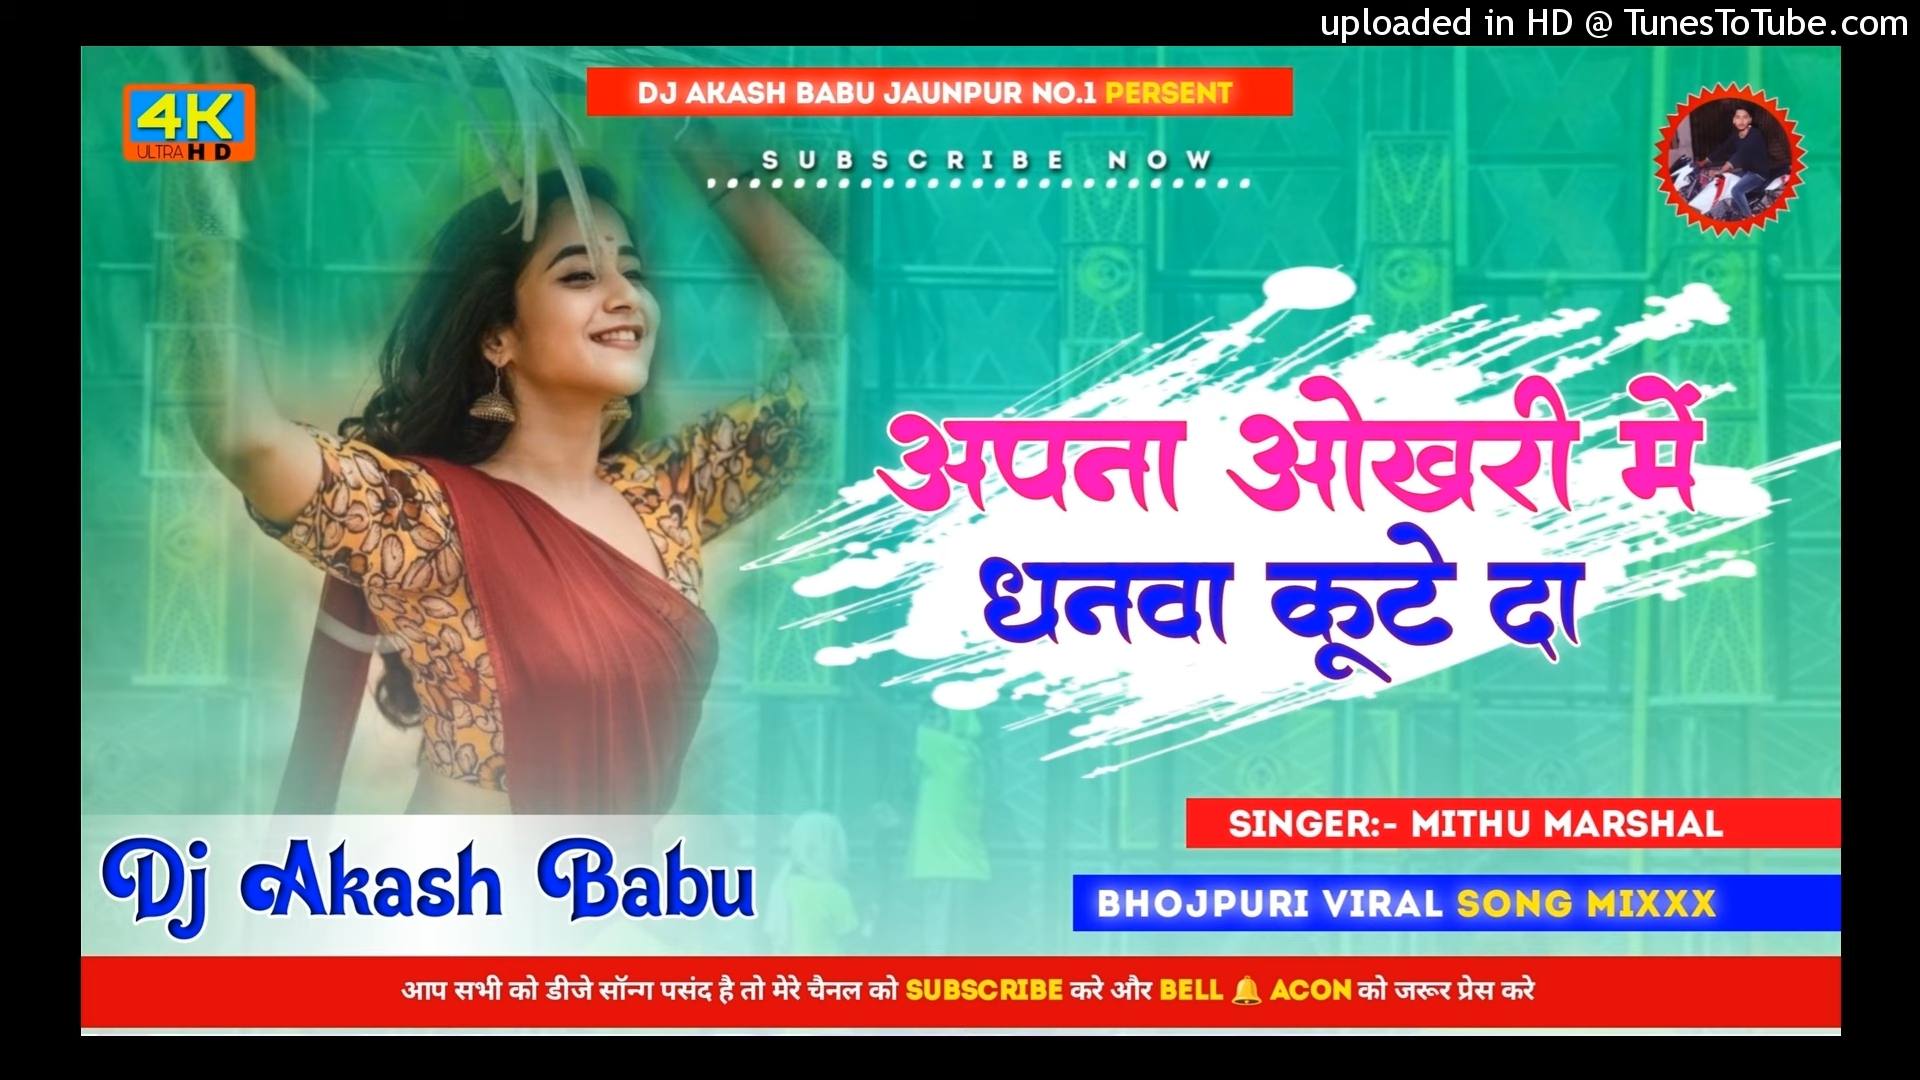 uploaded in HD @ TunesToTube.com
DJ AKASH BABU JAUNPUR NO.1 PERSENT
4K
ULTRA HD
SUBSCRIBE NOW
अपना ओखरी में
धनवा कूटे दा
SINGER:- MITHU MARSHAL
Dj Akash Babu
BHOJPURI VIRAL SONG MIXXX
आप सभी को डीजे सॉन्ग पसंद है तो मेरे चैनल को SUBSCRIBE करे और BELL 🔔 ACON को जरूर प्रेस करे